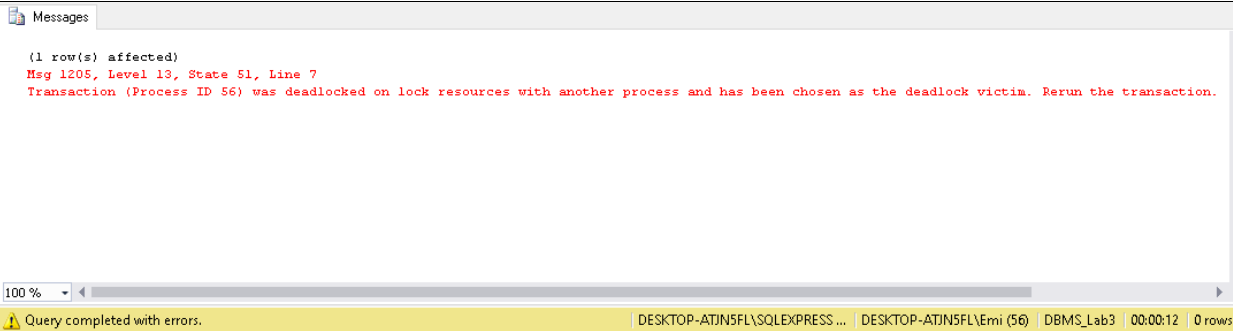 Messages
(1 row(s) affected)
Msg 1205, Level 13, State 51, Line 7
Transaction (Process ID 56) was deadlocked on lock resources with another process and has been chosen as the deadlock victim. Rerun the transaction.
100 %
Query completed with errors.
DESKTOP-ATJN5FL\SQLEXPRESS ...
DESKTOP-ATJN5FL\Emi (56)
DBMS_Lab3
00:00:12
0 rows